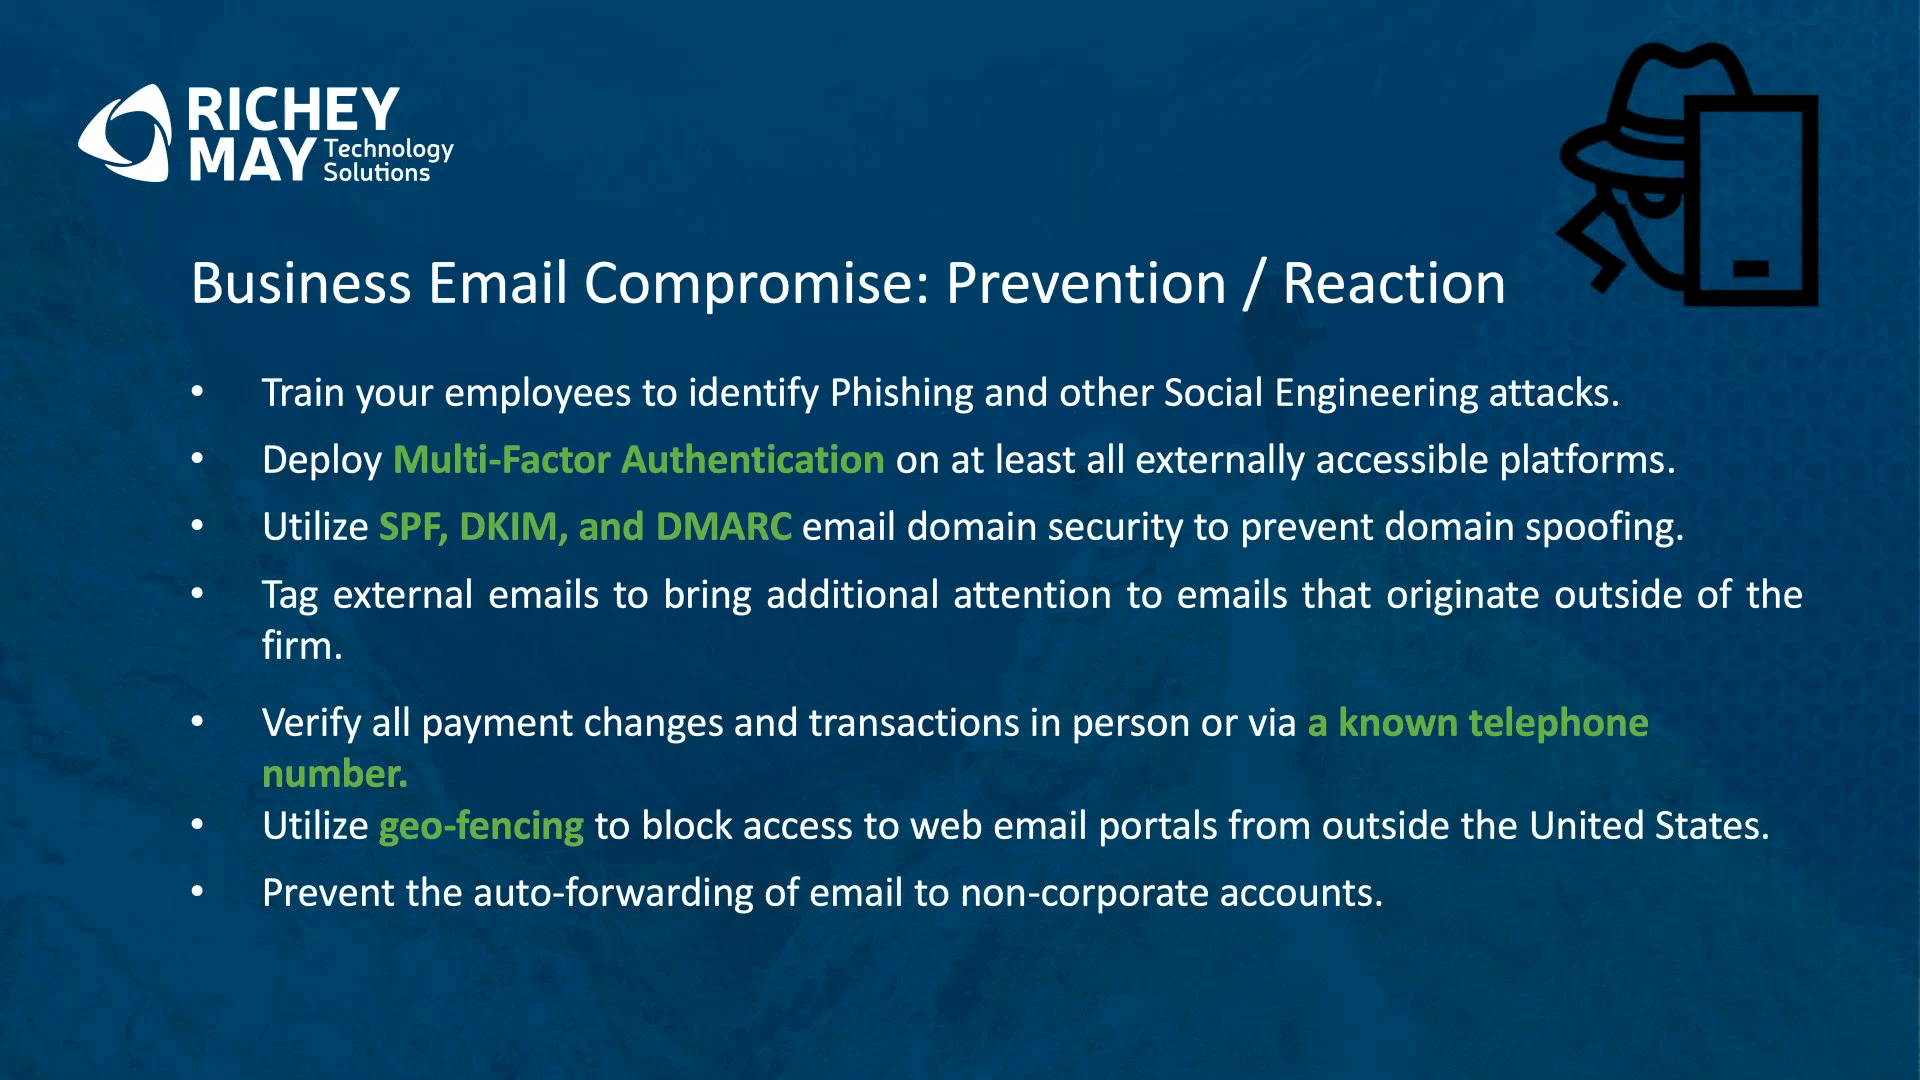 RICHEY
MAY Technology
Solutions
Business Email Compromise: Prevention / Reaction
• Train your employees to identify Phishing and other Social Engineering attacks.
• Deploy Multi-Factor Authentication on at least all externally accessible platforms.
• Utilize SPF, DKIM, and DMARC email domain security to prevent domain spoofing.
• Tag external emails to bring additional attention to emails that originate outside of the
firm.
• Verify all payment changes and transactions in person or via a known telephone
number.
• Utilize geo-fencing to block access to web email portals from outside the United States.
• Prevent the auto-forwarding of email to non-corporate accounts.